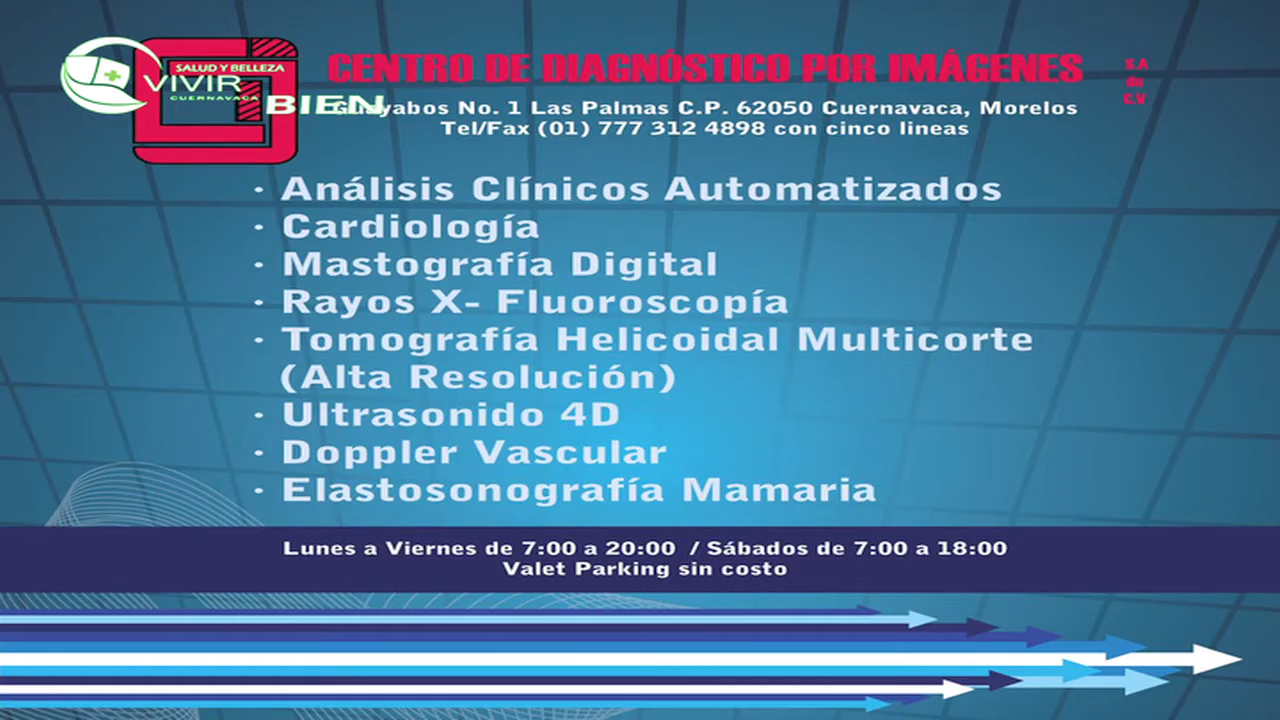 CENTRO DE DIAGNÓSTICO POR IMÁGENES
S.A
de
C.V
SALUD Y BELLEZA
VIVIR
CUERNAVACA
BIEN
Guayabos No. 1 Las Palmas C.P. 62050 Cuernavaca, Morelos
Tel/Fax (01) 777 312 4898 con cinco lineas
· Análisis Clínicos Automatizados
· Cardiología
· Mastografía Digital
· Rayos X- Fluoroscopía
· Tomografía Helicoidal Multicorte
(Alta Resolución)
· Ultrasonido 4D
· Doppler Vascular
· Elastosonografía Mamaria
Lunes a Viernes de 7:00 a 20:00 / Sábados de 7:00 a 18:00
Valet Parking sin costo